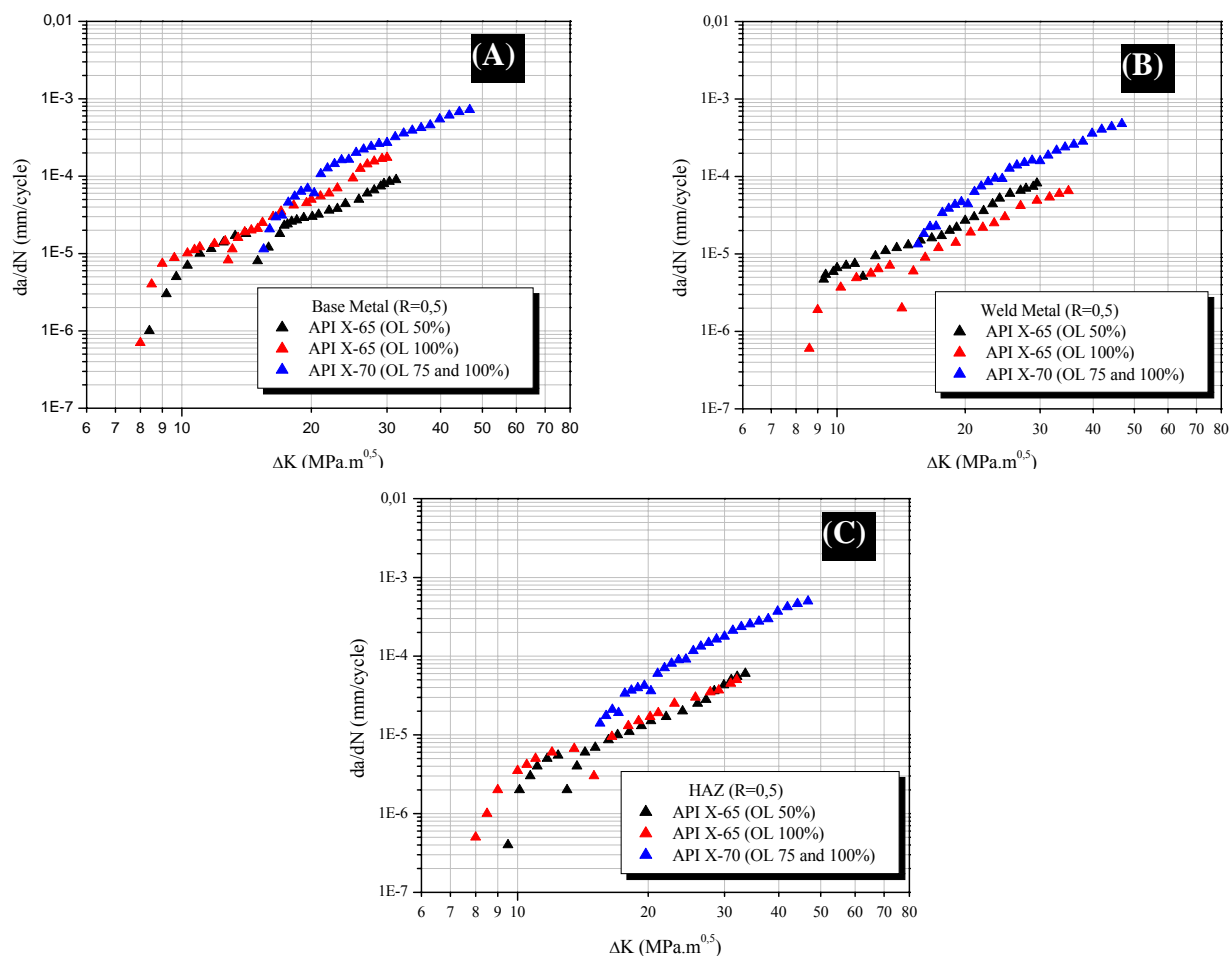 (A)
0,01
1E-3
1E-4
1E-5
1E-6
1E-7
da/dN (mm/cycle)
Base Metal (R=0,5)
API X-65 (OL 50%)
API X-65 (OL 100%)
API X-70 (OL 75 and 100%)
6 7 8 9 10 20 30 40 50 60 70 80
ΔK (MPa.m^0,5)
(B)
0,01
1E-3
1E-4
1E-5
1E-6
1E-7
da/dN (mm/cycle)
Weld Metal (R=0,5)
API X-65 (OL 50%)
API X-65 (OL 100%)
API X-70 (OL 75 and 100%)
6 7 8 9 10 20 30 40 50 60 70 80
ΔK (MPa.m^0,5)
(C)
0,01
1E-3
1E-4
1E-5
1E-6
1E-7
da/dN (mm/cycle)
HAZ (R=0,5)
API X-65 (OL 50%)
API X-65 (OL 100%)
API X-70 (OL 75 and 100%)
6 7 8 9 10 20 30 40 50 60 70 80
ΔK (MPa.m^0,5)